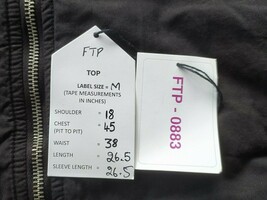 FTP
TOP
LABEL SIZE = M
(TAPE MEASUREMENTS
IN INCHES)
SHOULDER = 18
CHEST = 45
(PIT TO PIT)
WAIST = 38
LENGTH = 26.5
SLEEVE LENGTH = 26.5
FTP - 0883